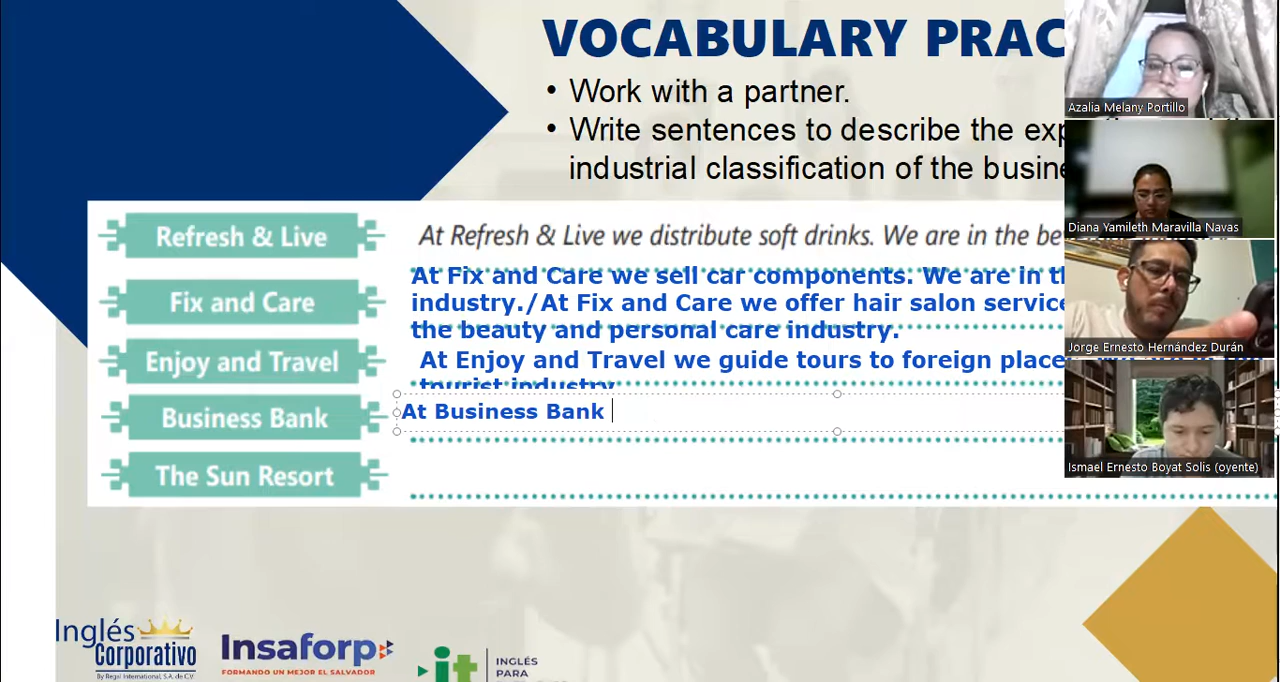 VOCABULARY PRAC
• Work with a partner.
• Write sentences to describe the exp
industrial classification of the busine
Refresh & Live
At Refresh & Live we distribute soft drinks. We are in the be
Fix and Care
At Fix and Care we sell car components. We are in th
industry./At Fix and Care we offer hair salon service
the beauty and personal care industry.
Enjoy and Travel
At Enjoy and Travel we guide tours to foreign place
tourist industry
Business Bank
At Business Bank
The Sun Resort
Azalia Melany Portillo
Diana Yamileth Maravilla Navas
Jorge Ernesto Hernández Durán
Ismael Ernesto Boyat Solis (oyente)
Inglés
Corporativo
By Regal International, S.A. de C.V.
Insaforp
FORMANDO UN MEJOR EL SALVADOR
it
INGLÉS
PARA